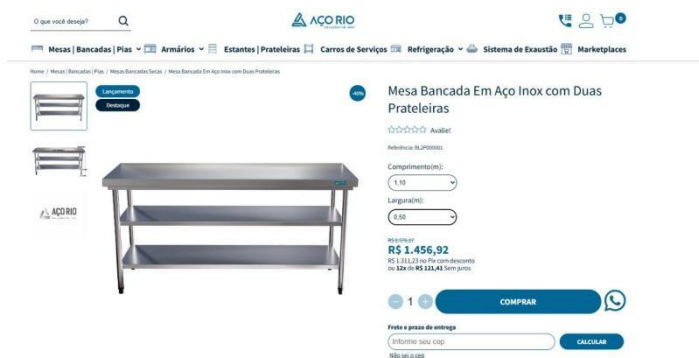 O que você deseja?
AÇO RIO
0
Mesas | Bancadas | Pias
Armários
Estantes | Prateleiras
Carros de Serviços
Refrigeração
Sistema de Exaustão
Marketplaces
Home / Mesas | Bancadas | Pias / Mesas Bancadas Secas / Mesa Bancada Em Aço Inox com Duas Prateleiras
Lançamento
Destaque
-40%
AÇO RIO
Mesa Bancada Em Aço Inox com Duas
Prateleiras
Avalie!
Comprimento(m):
1,10
Largura(m):
0,50
R$ 1.456,92
R$ 1.311,23 no Pix com desconto
ou 12x de R$ 121,41 Sem juros
1
COMPRAR
Frete e prazo de entrega
Informe seu cep
CALCULAR
Não sei o cep